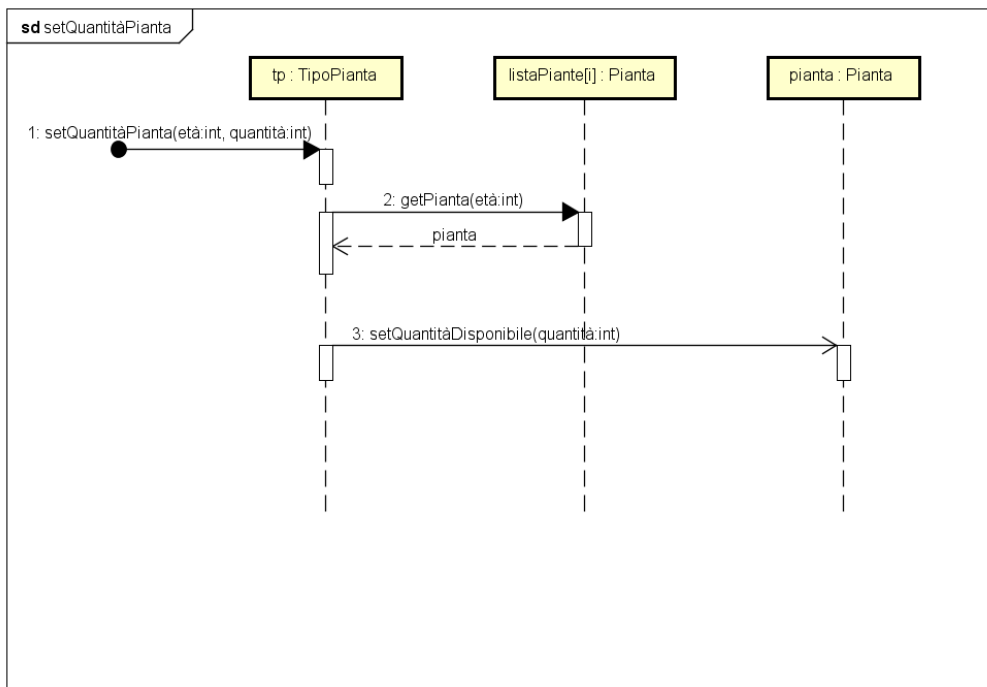 sd setQuantitàPianta
tp : TipoPianta
listaPiante[i] : Pianta
pianta : Pianta
1: setQuantitàPianta(età:int, quantità:int)
2: getPianta(età:int)
pianta
3: setQuantitàDisponibile(quantità:int)